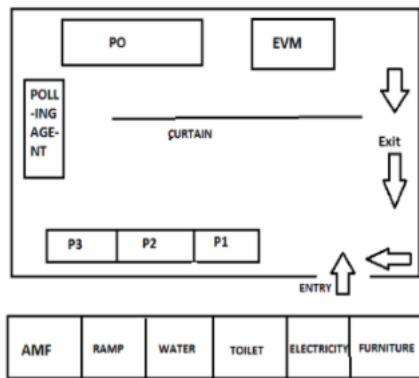 PO
EVM
POLL
-ING
AGE-
NT
CURTAIN
Exit
P3 P2 P1
ENTRY
AMF RAMP WATER TOILET ELECTRICITY FURNITURE